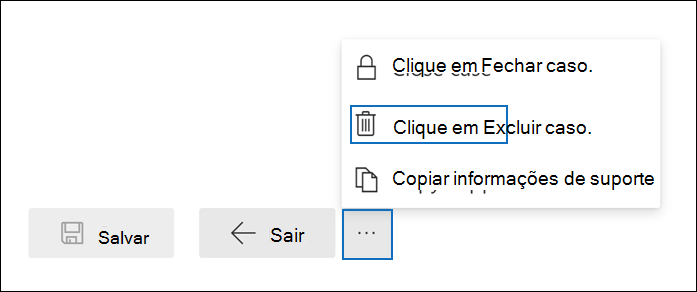 Clique em Fechar caso.
Clique em Excluir caso.
Copiar informações de suporte
Salvar
Sair
...